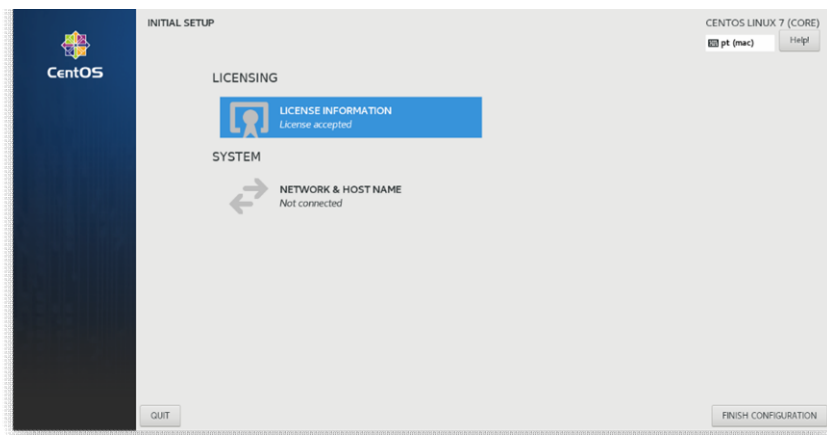 INITIAL SETUP
CENTOS LINUX 7 (CORE)
pt (mac)
Help!
CentOS
LICENSING
LICENSE INFORMATION
License accepted
SYSTEM
NETWORK & HOST NAME
Not connected
QUIT
FINISH CONFIGURATION